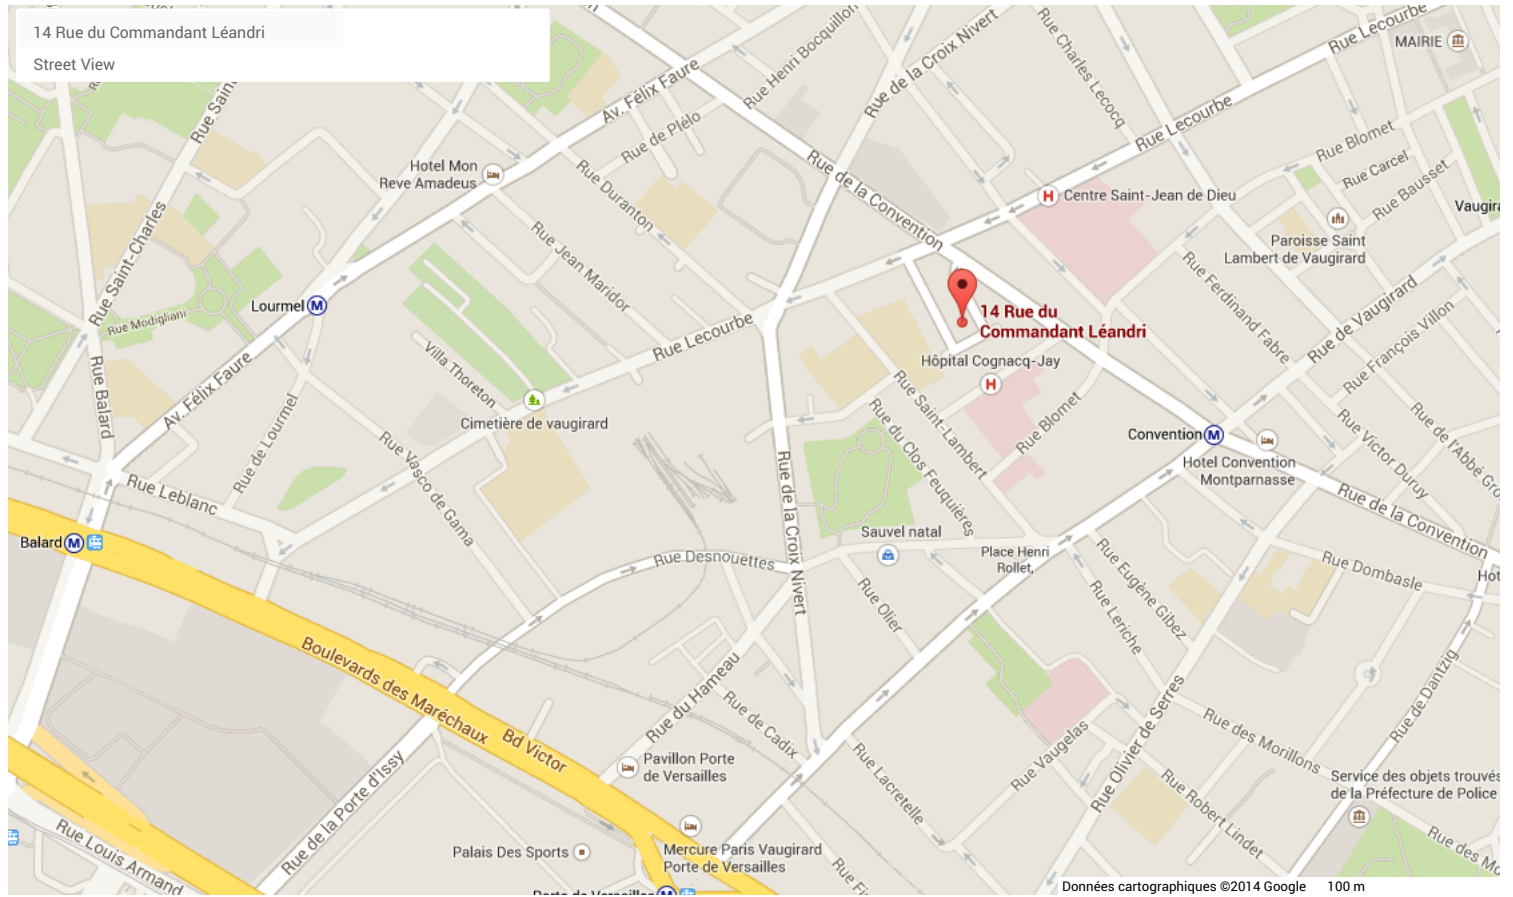 14 Rue du Commandant Léandri
Street View
Rue Henri Bocquillon
Rue de la Croix Nivert
Rue Charles Lecocq
Rue Lecourbe
MAIRIE
Rue Saint-Charles
Av. Félix Faure
Rue de Plélo
Rue Lecourbe
Rue Blomet
Rue Carcel
Rue Bausset
Hotel Mon
Reve Amadeus
Rue Duranton
Rue de la Convention
H
Centre Saint-Jean de Dieu
Paroisse Saint
Lambert de Vaugirard
Rue Jean Maridor
Rue Ferdinand Fabre
Rue de Vaugirard
Rue François Villon
Lourmel
M
Rue Modigliani
14 Rue du
Commandant Léandri
Rue Lecourbe
Villa Thoreton
Hôpital Cognacq-Jay
H
Rue Balard
Av. Félix Faure
Rue de Lourmel
Cimetière de vaugirard
Rue Saint-Lambert
Rue du Clos Feuquières
Rue Blomet
Convention
M
Hotel Convention
Montparnasse
Rue Victor Duruy
Rue de la Convention
Rue Leblanc
Rue Vasco de Gama
Rue de la Croix Nivert
Balard
M
Sauvel natal
Place Henri
Rollet,
Rue Desnouettes
Rue Olier
Rue Eugène Gibez
Rue Leriche
Rue Dombasle
Boulevards des Maréchaux
Bd Victor
Rue du Hameau
Rue de Cadix
Rue Olivier de Serres
Rue de Dantzig
Rue des Morillons
Rue de la Porte d'Issy
Pavillon Porte
de Versailles
Rue Lacretelle
Rue Vaugelas
Rue Robert Lindet
Service des objets trouvés
de la Préfecture de Police
Rue Louis Armand
Palais Des Sports
Mercure Paris Vaugirard
Porte de Versailles
Porte de Versailles
M
Données cartographiques ©2014 Google
100 m